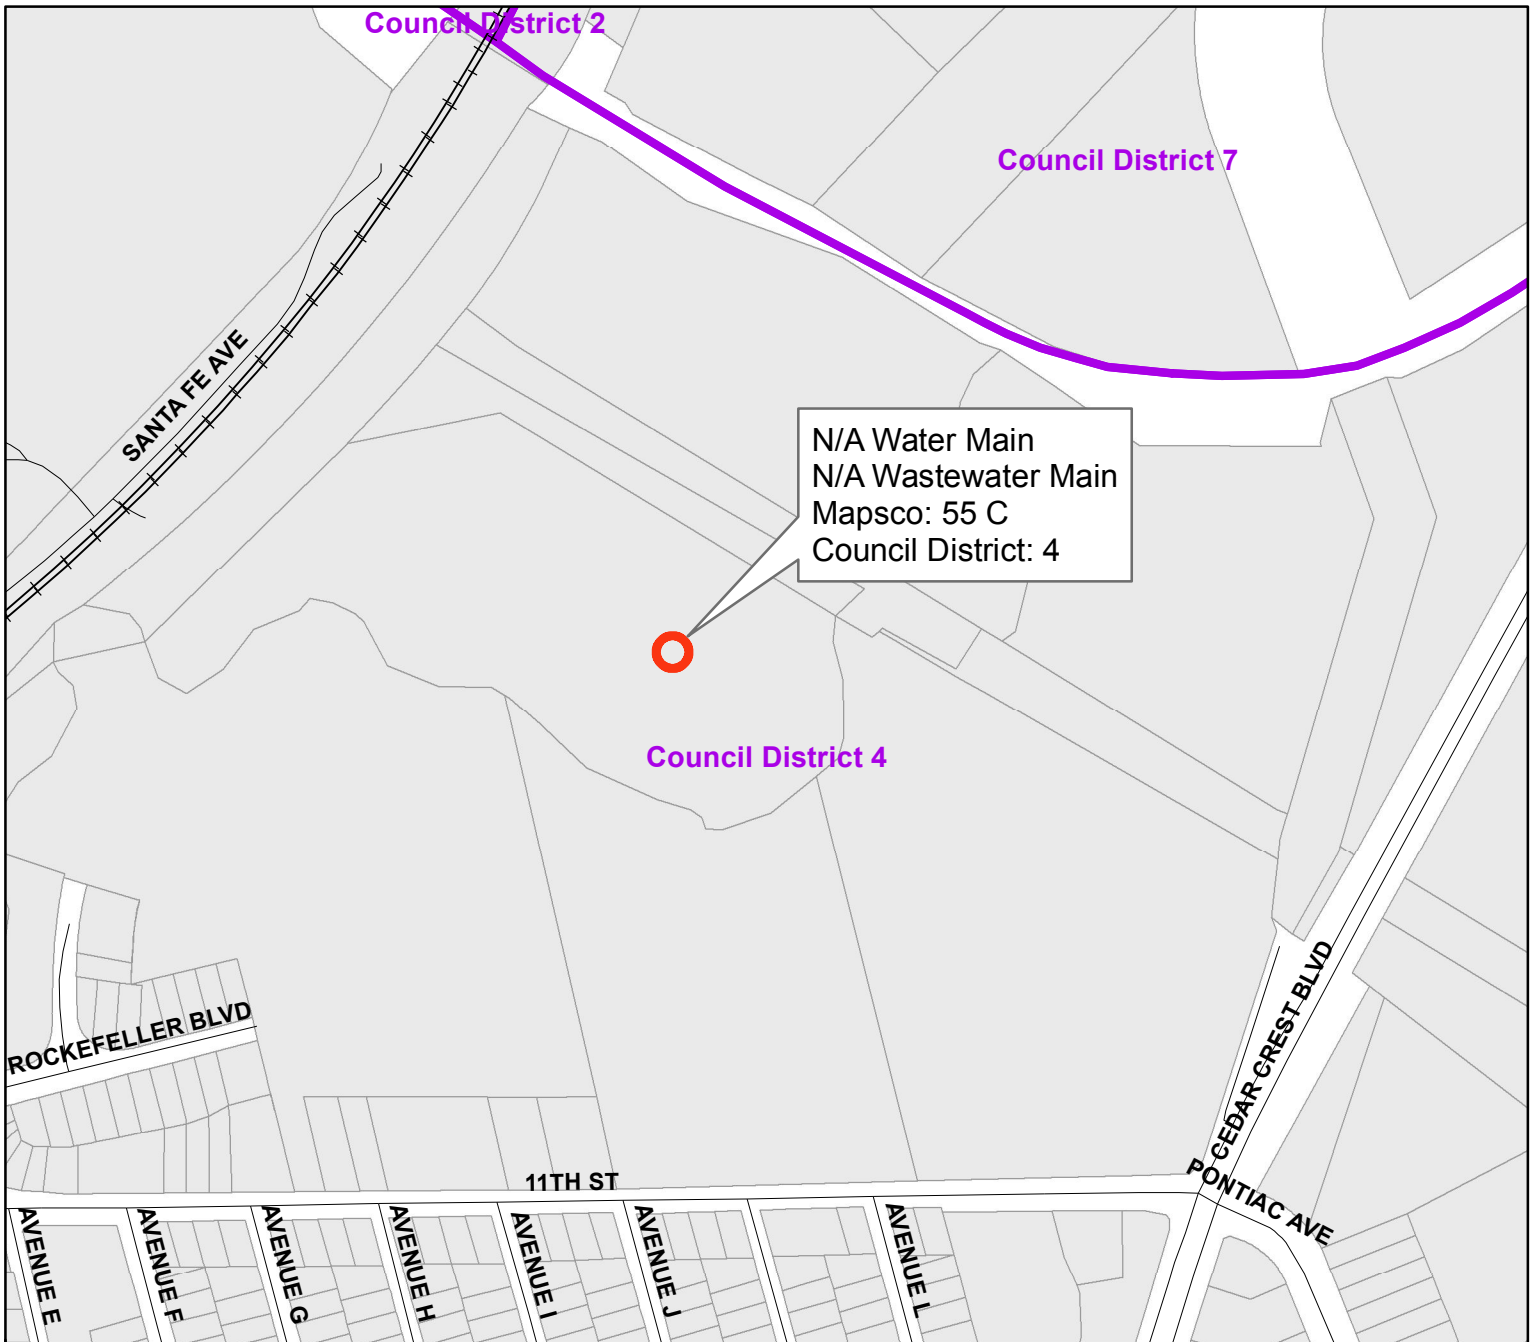 Council District 2
Council District 7
SANTA FE AVE
N/A Water Main
N/A Wastewater Main
Mapsco: 55 C
Council District: 4
Council District 4
CEDAR CREST BLVD
ROCKEFELLER BLVD
11TH ST
PONTIAC AVE
AVENUE E
AVENUE F
AVENUE G
AVENUE H
AVENUE I
AVENUE J
AVENUE L